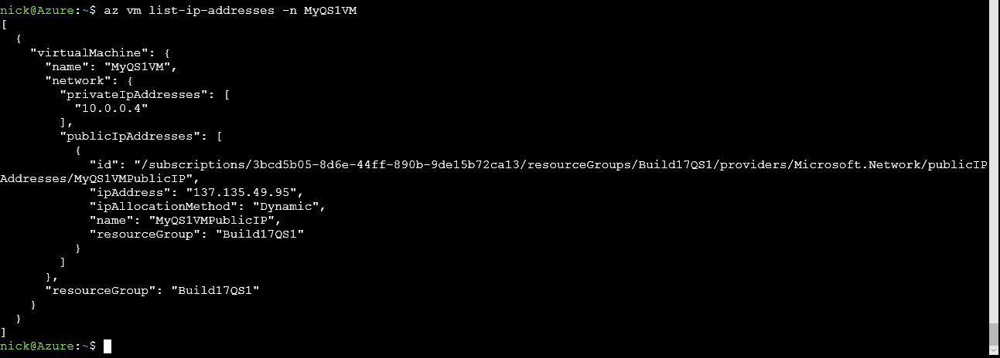 nick@Azure:~$ az vm list-ip-addresses -n MyQS1VM
[
  {
    "virtualMachine": {
      "name": "MyQS1VM",
      "network": {
        "privateIpAddresses": [
          "10.0.0.4"
        ],
        "publicIpAddresses": [
          {
            "id": "/subscriptions/3bcd5b05-8d6e-44ff-890b-9de15b72ca13/resourceGroups/Build17QS1/providers/Microsoft.Network/publicIP
Addresses/MyQS1VMPublicIP",
            "ipAddress": "137.135.49.95",
            "ipAllocationMethod": "Dynamic",
            "name": "MyQS1VMPublicIP",
            "resourceGroup": "Build17QS1"
          }
        ]
      },
      "resourceGroup": "Build17QS1"
    }
  }
]
nick@Azure:~$